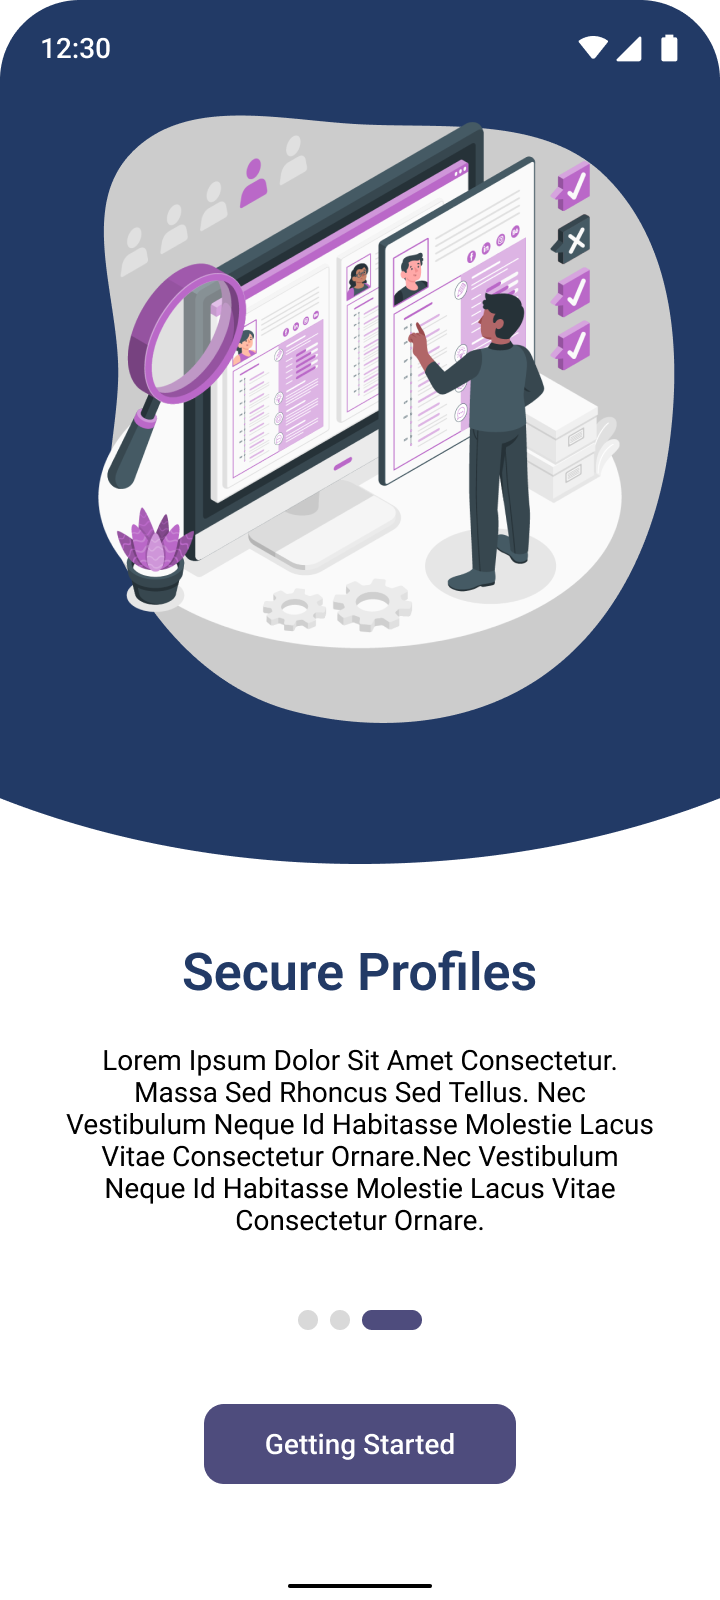 12:30
Secure Profiles
Lorem Ipsum Dolor Sit Amet Consectetur.
Massa Sed Rhoncus Sed Tellus. Nec
Vestibulum Neque Id Habitasse Molestie Lacus
Vitae Consectetur Ornare.Nec Vestibulum
Neque Id Habitasse Molestie Lacus Vitae
Consectetur Ornare.
Getting Started